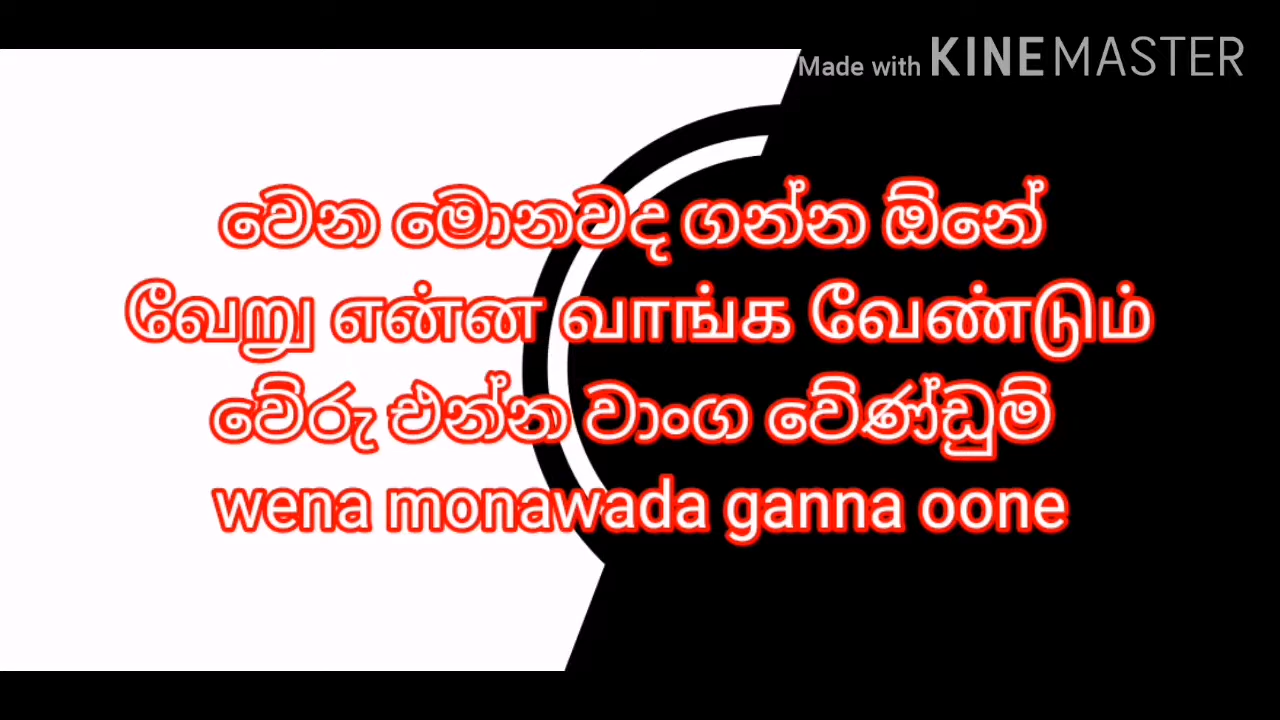 Made with KINEMASTER
වෙන මොනවද ගන්න ඕනේ
வேறு என்ன வாங்க வேண்டும்
වේරු එන්න වාංග වේණ්ඩුම්
wena monawada ganna oone